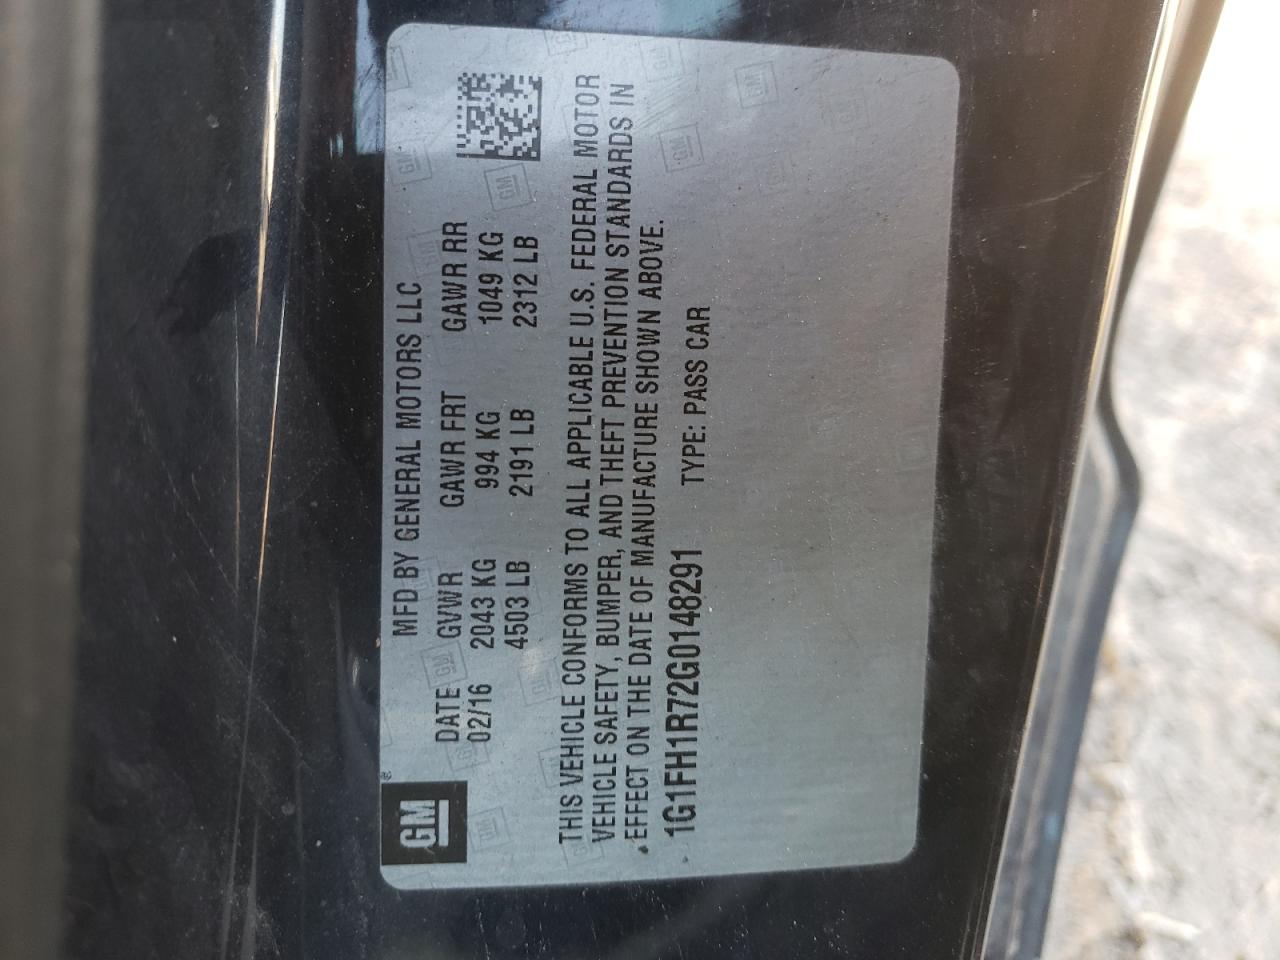 GM®
MFD BY GENERAL MOTORS LLC
DATE GVWR GAWR FRT GAWR RR
02/16 2043 KG 994 KG 1049 KG
4503 LB 2191 LB 2312 LB
THIS VEHICLE CONFORMS TO ALL APPLICABLE U.S. FEDERAL MOTOR
VEHICLE SAFETY, BUMPER, AND THEFT PREVENTION STANDARDS IN
EFFECT ON THE DATE OF MANUFACTURE SHOWN ABOVE.
1G1FH1R72G0148291 TYPE: PASS CAR